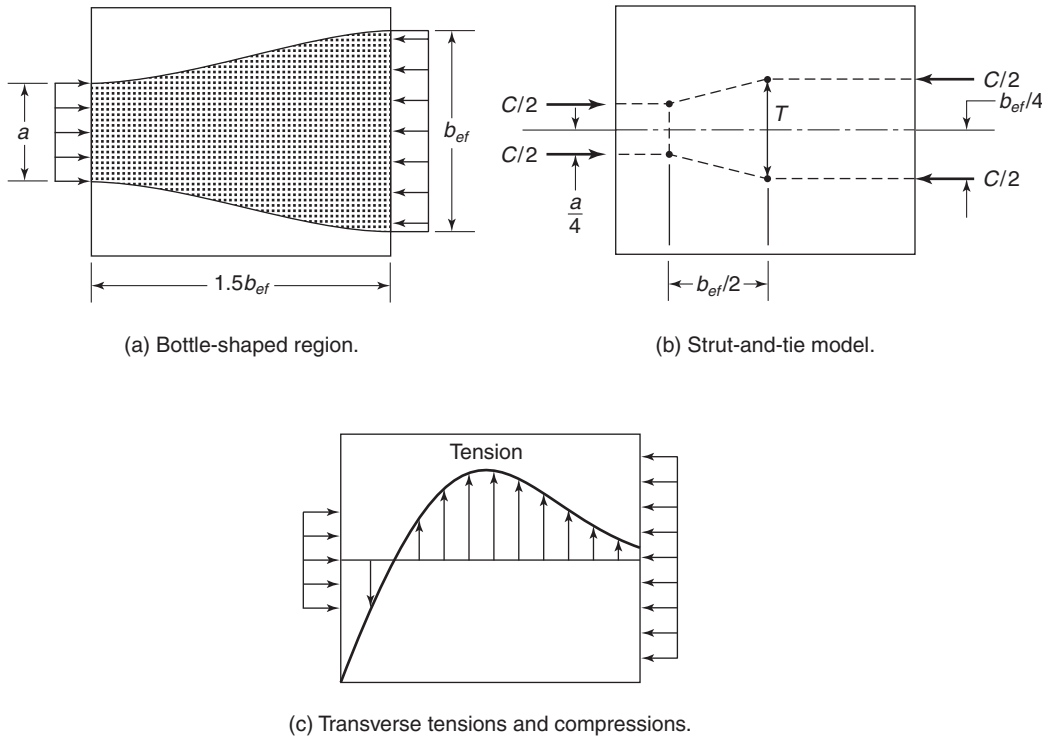 a
b_ef
1.5b_ef
(a) Bottle-shaped region.
C/2
C/2
a/4
T
C/2
b_ef/4
C/2
b_ef/2
(b) Strut-and-tie model.
Tension
(c) Transverse tensions and compressions.